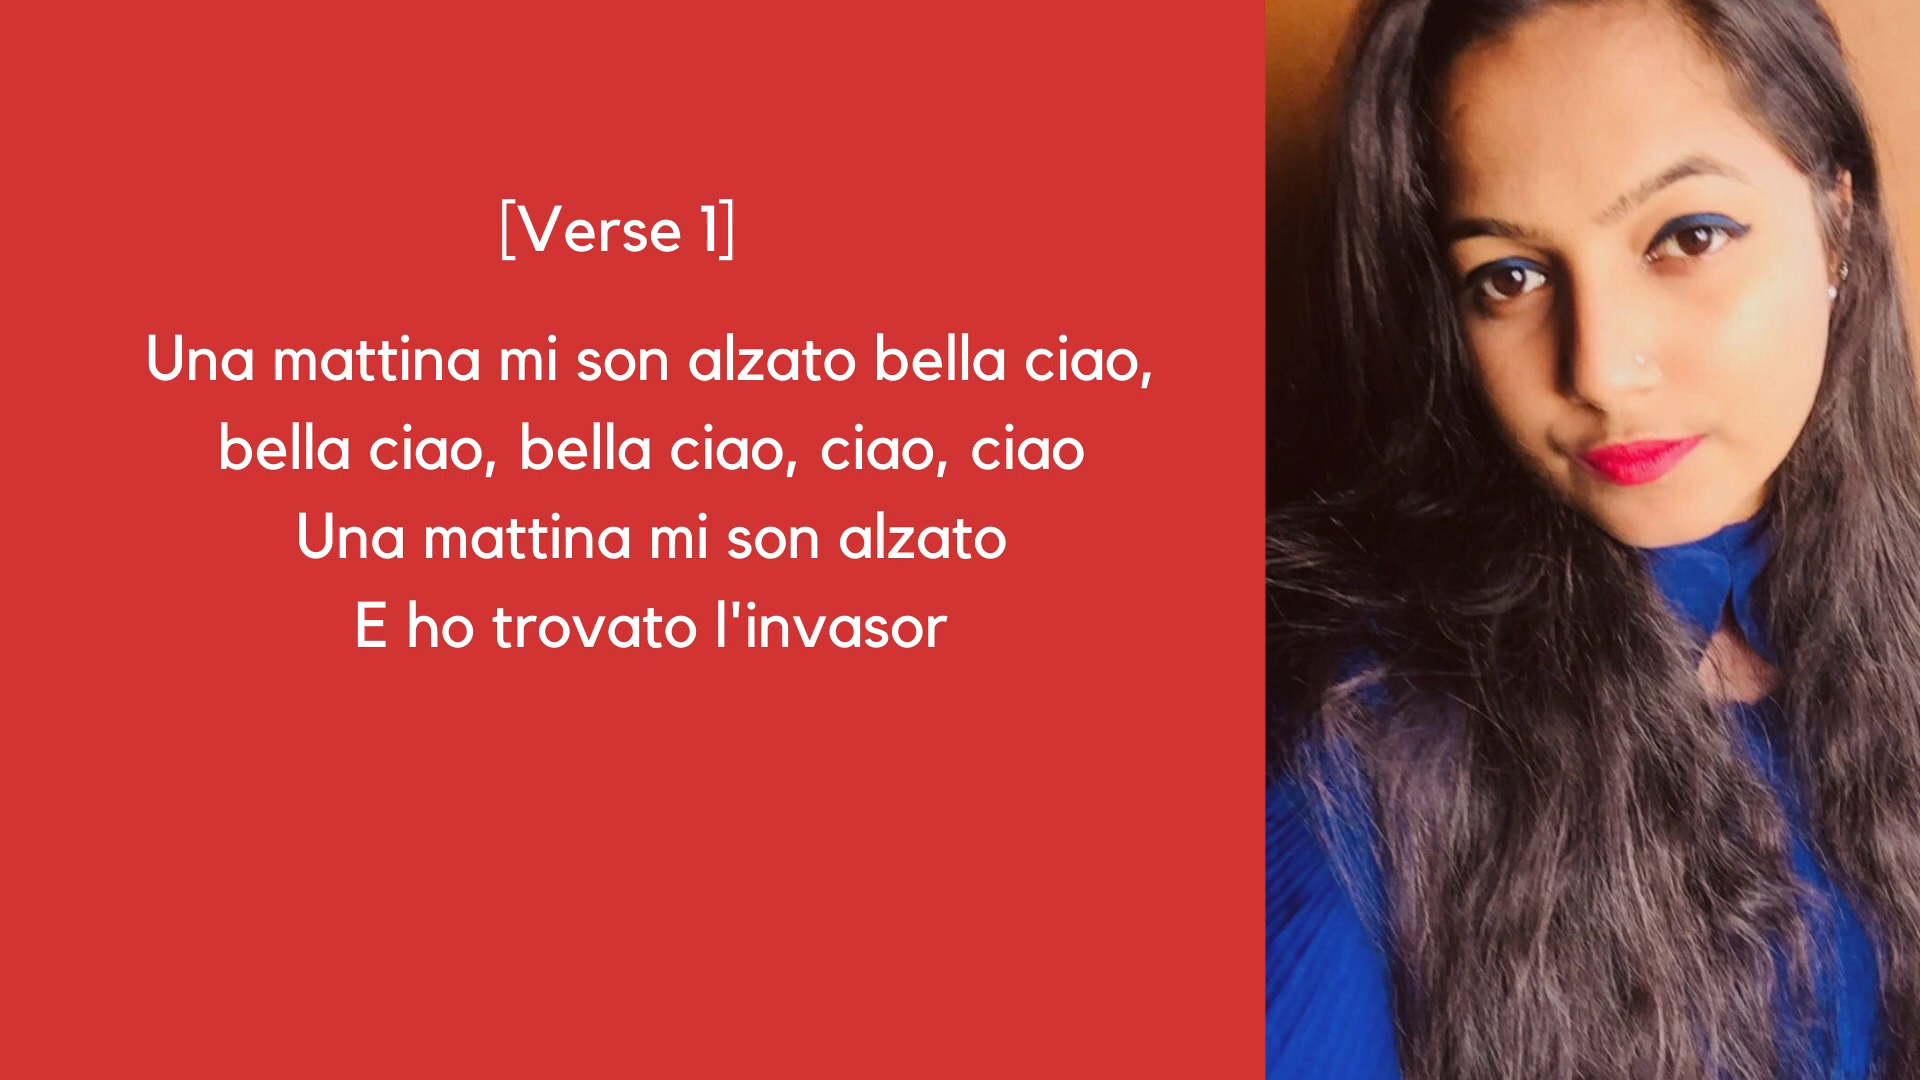 [Verse 1]
Una mattina mi son alzato bella ciao,
bella ciao, bella ciao, ciao, ciao
Una mattina mi son alzato
E ho trovato l'invasor